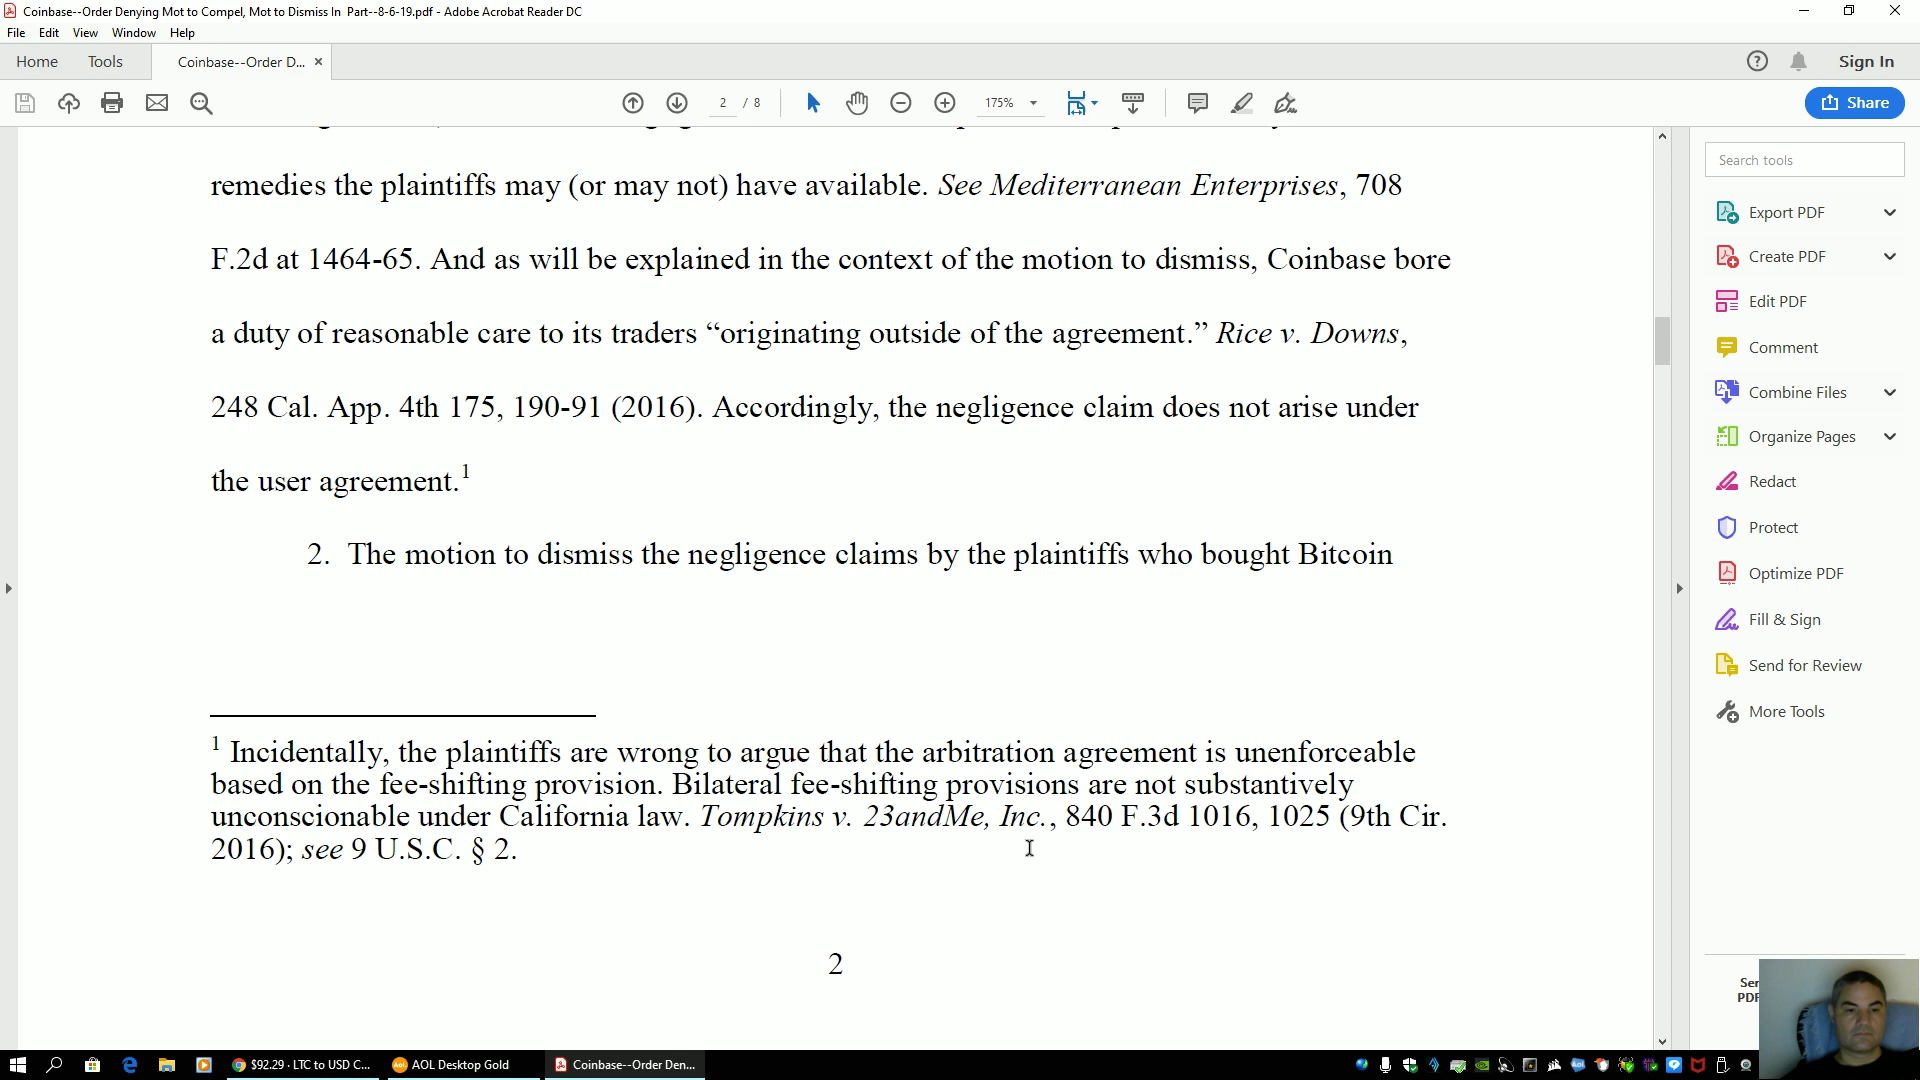 Coinbase--Order Denying Mot to Compel, Mot to Dismiss In  Part--8-6-19.pdf - Adobe Acrobat Reader DC
File Edit View Window Help
Home Tools Coinbase--Order D... × Sign In
2 / 8 175% Share
remedies the plaintiffs may (or may not) have available. See Mediterranean Enterprises, 708
F.2d at 1464-65. And as will be explained in the context of the motion to dismiss, Coinbase bore
a duty of reasonable care to its traders “originating outside of the agreement.” Rice v. Downs,
248 Cal. App. 4th 175, 190-91 (2016). Accordingly, the negligence claim does not arise under
the user agreement.1
2. The motion to dismiss the negligence claims by the plaintiffs who bought Bitcoin
1 Incidentally, the plaintiffs are wrong to argue that the arbitration agreement is unenforceable
based on the fee-shifting provision. Bilateral fee-shifting provisions are not substantively
unconscionable under California law. Tompkins v. 23andMe, Inc., 840 F.3d 1016, 1025 (9th Cir.
2016); see 9 U.S.C. § 2.
2
Search tools
Export PDF
Create PDF
Edit PDF
Comment
Combine Files
Organize Pages
Redact
Protect
Optimize PDF
Fill & Sign
Send for Review
More Tools
$92.29 · LTC to USD C... AOL Desktop Gold Coinbase--Order Den...